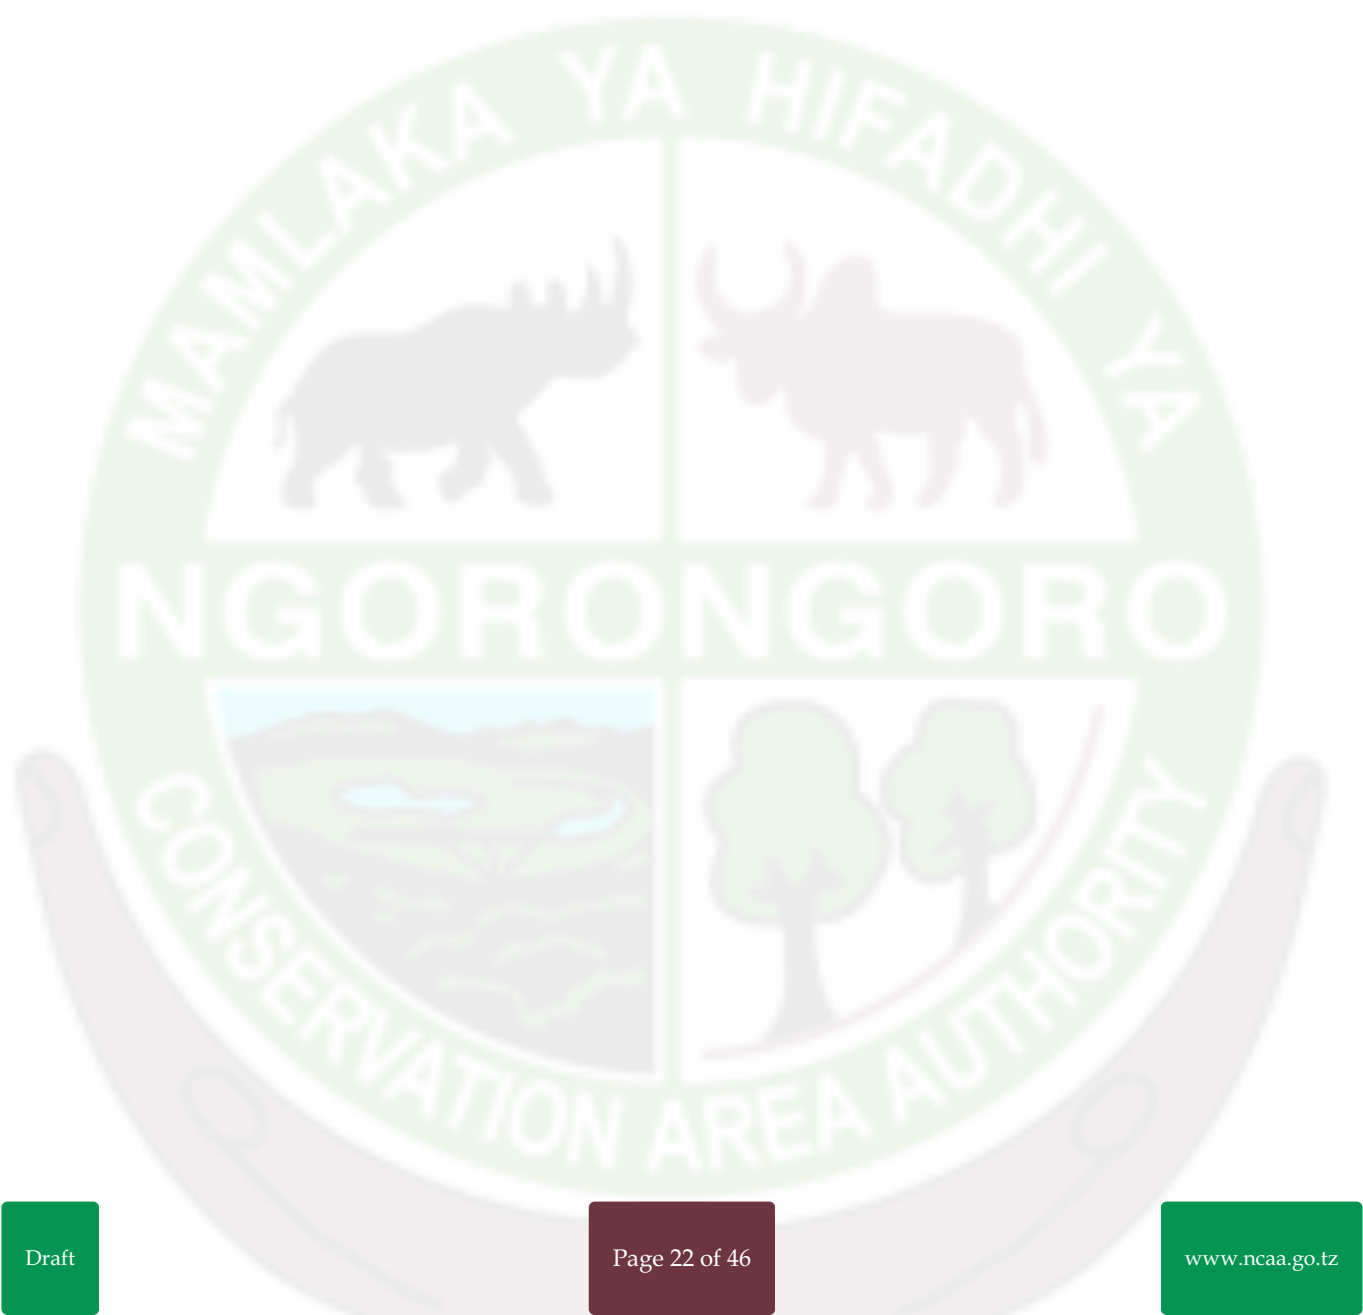 MAMLAKA YA HIFADHI YA
NGORONGORO
CONSERVATION AREA AUTHORITY
Draft
Page 22 of 46
www.ncaa.go.tz